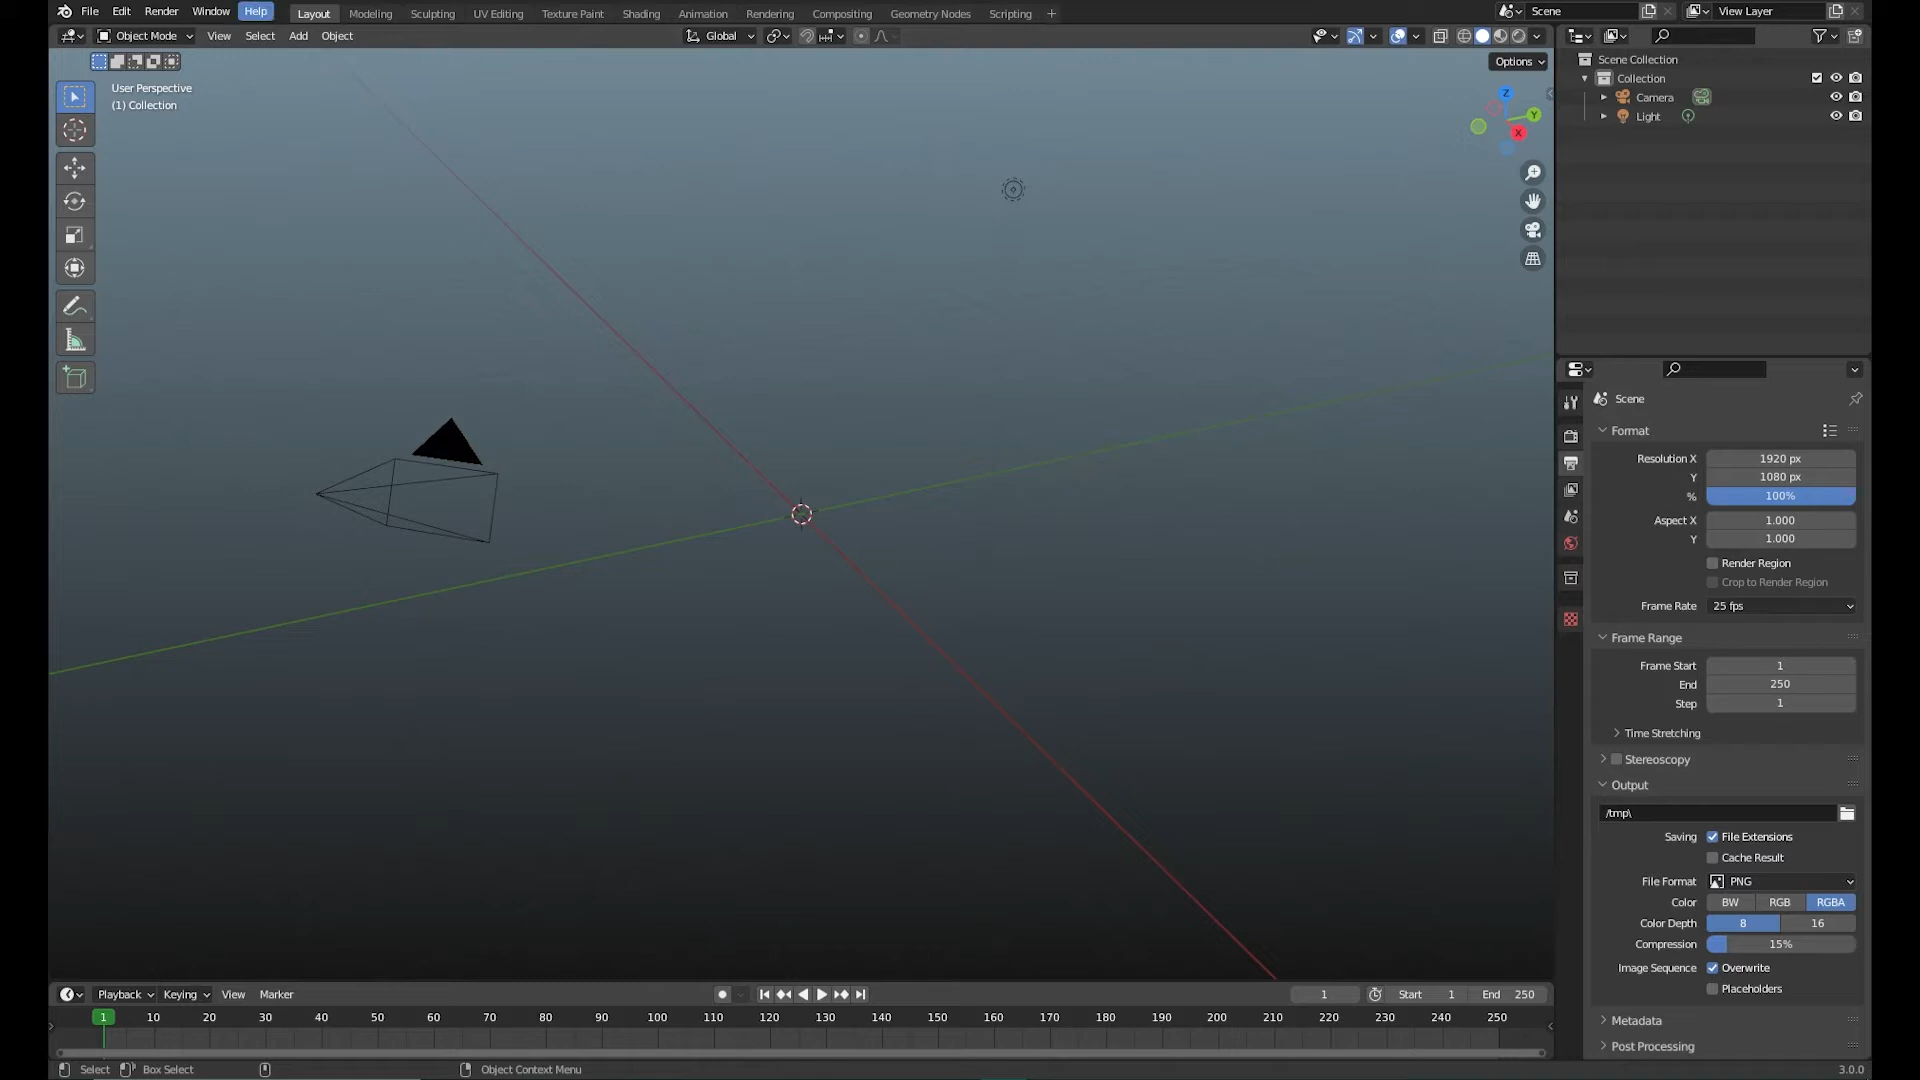 File Edit Render Window Help Layout Modeling Sculpting UV Editing Texture Paint Shading Animation Rendering Compositing Geometry Nodes Scripting + Scene View Layer
Object Mode View Select Add Object Global
Options
User Perspective
(1) Collection
Z
Y
X
Scene Collection
Collection
Camera
Light
Scene
Format
Resolution X 1920 px
Y 1080 px
% 100%
Aspect X 1.000
Y 1.000
Render Region
Crop to Render Region
Frame Rate 25 fps
Frame Range
Frame Start 1
End 250
Step 1
Time Stretching
Stereoscopy
Output
/tmp\
Saving File Extensions
Cache Result
File Format PNG
Color BW RGB RGBA
Color Depth 8 16
Compression 15%
Image Sequence Overwrite
Placeholders
Metadata
Post Processing
Playback Keying View Marker 1 Start 1 End 250
1 10 20 30 40 50 60 70 80 90 100 110 120 130 140 150 160 170 180 190 200 210 220 230 240 250
Select Box Select Object Context Menu 3.0.0